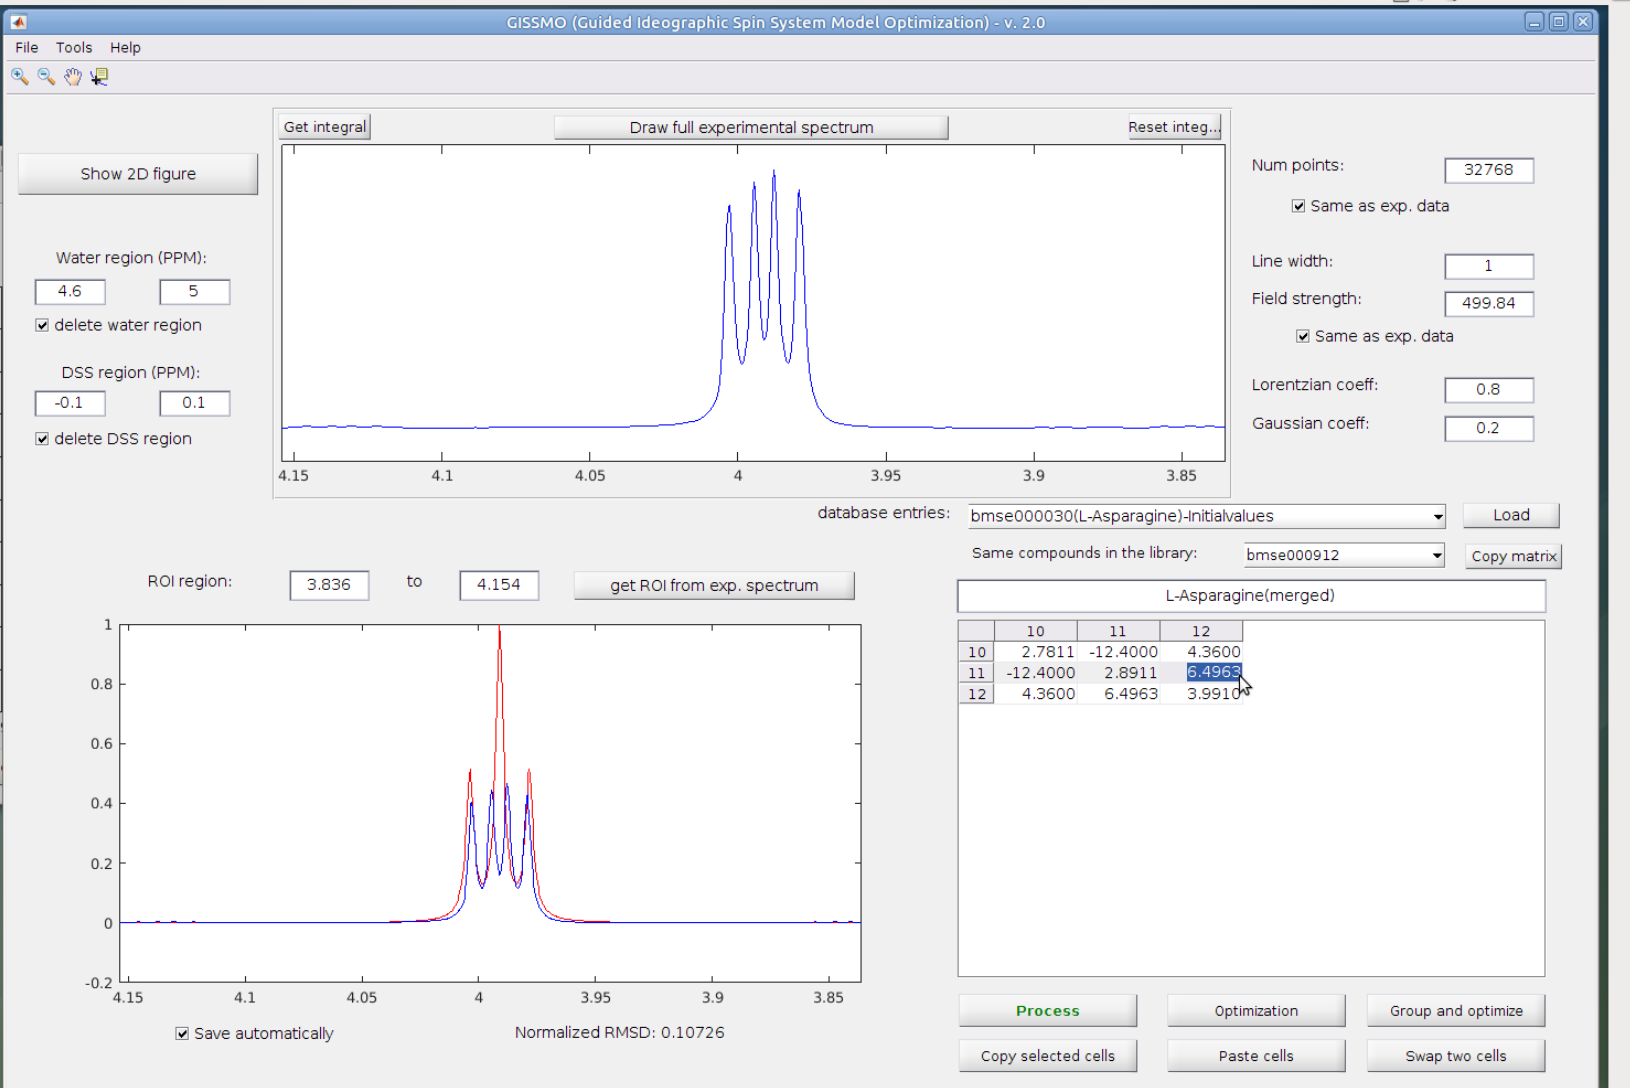 GISSMO (Guided Ideographic Spin System Model Optimization) - v. 2.0
File Tools Help
Get integral
Draw full experimental spectrum
Reset integ...
Show 2D figure
Num points:
32768
Same as exp. data
Water region (PPM):
4.6
5
delete water region
Line width:
1
Field strength:
499.84
Same as exp. data
DSS region (PPM):
-0.1
0.1
delete DSS region
Lorentzian coeff:
0.8
Gaussian coeff:
0.2
4.15 4.1 4.05 4 3.95 3.9 3.85
database entries:
bmse000030(L-Asparagine)-Initialvalues
Load
Same compounds in the library:
bmse000912
Copy matrix
ROI region:
3.836
to
4.154
get ROI from exp. spectrum
L-Asparagine(merged)
10 11 12
10 2.7811 -12.4000 4.3600
11 -12.4000 2.8911 6.4963
12 4.3600 6.4963 3.9910
1
0.8
0.6
0.4
0.2
0
-0.2
4.15 4.1 4.05 4 3.95 3.9 3.85
Save automatically
Normalized RMSD: 0.10726
Process
Optimization
Group and optimize
Copy selected cells
Paste cells
Swap two cells